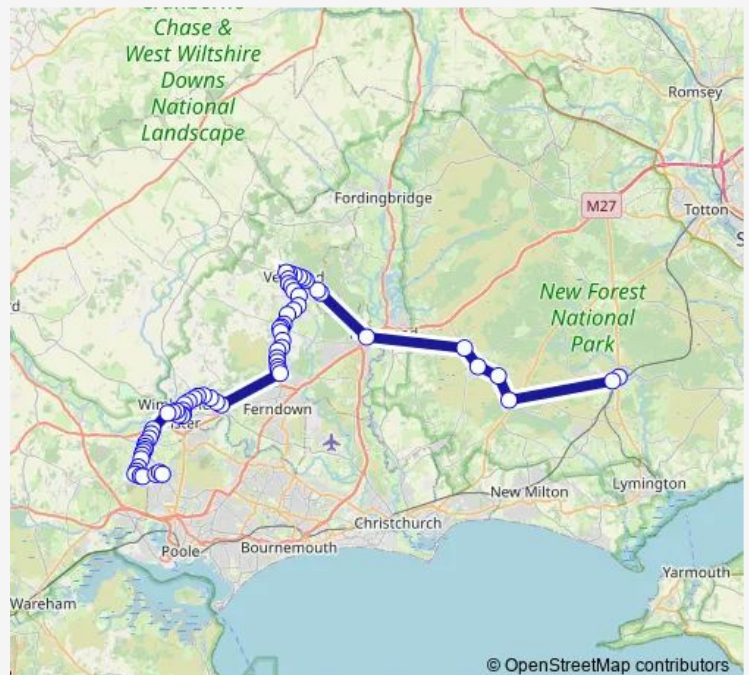 Chase &
West Wiltshire
Downs
National
Landscape
Romsey
Fordingbridge
M27
Totton
New Forest
National
Park
Ferndown
New Milton
Lymington
Christchurch
Poole
Bournemouth
Yarmouth
Wareham
© OpenStreetMap contributors